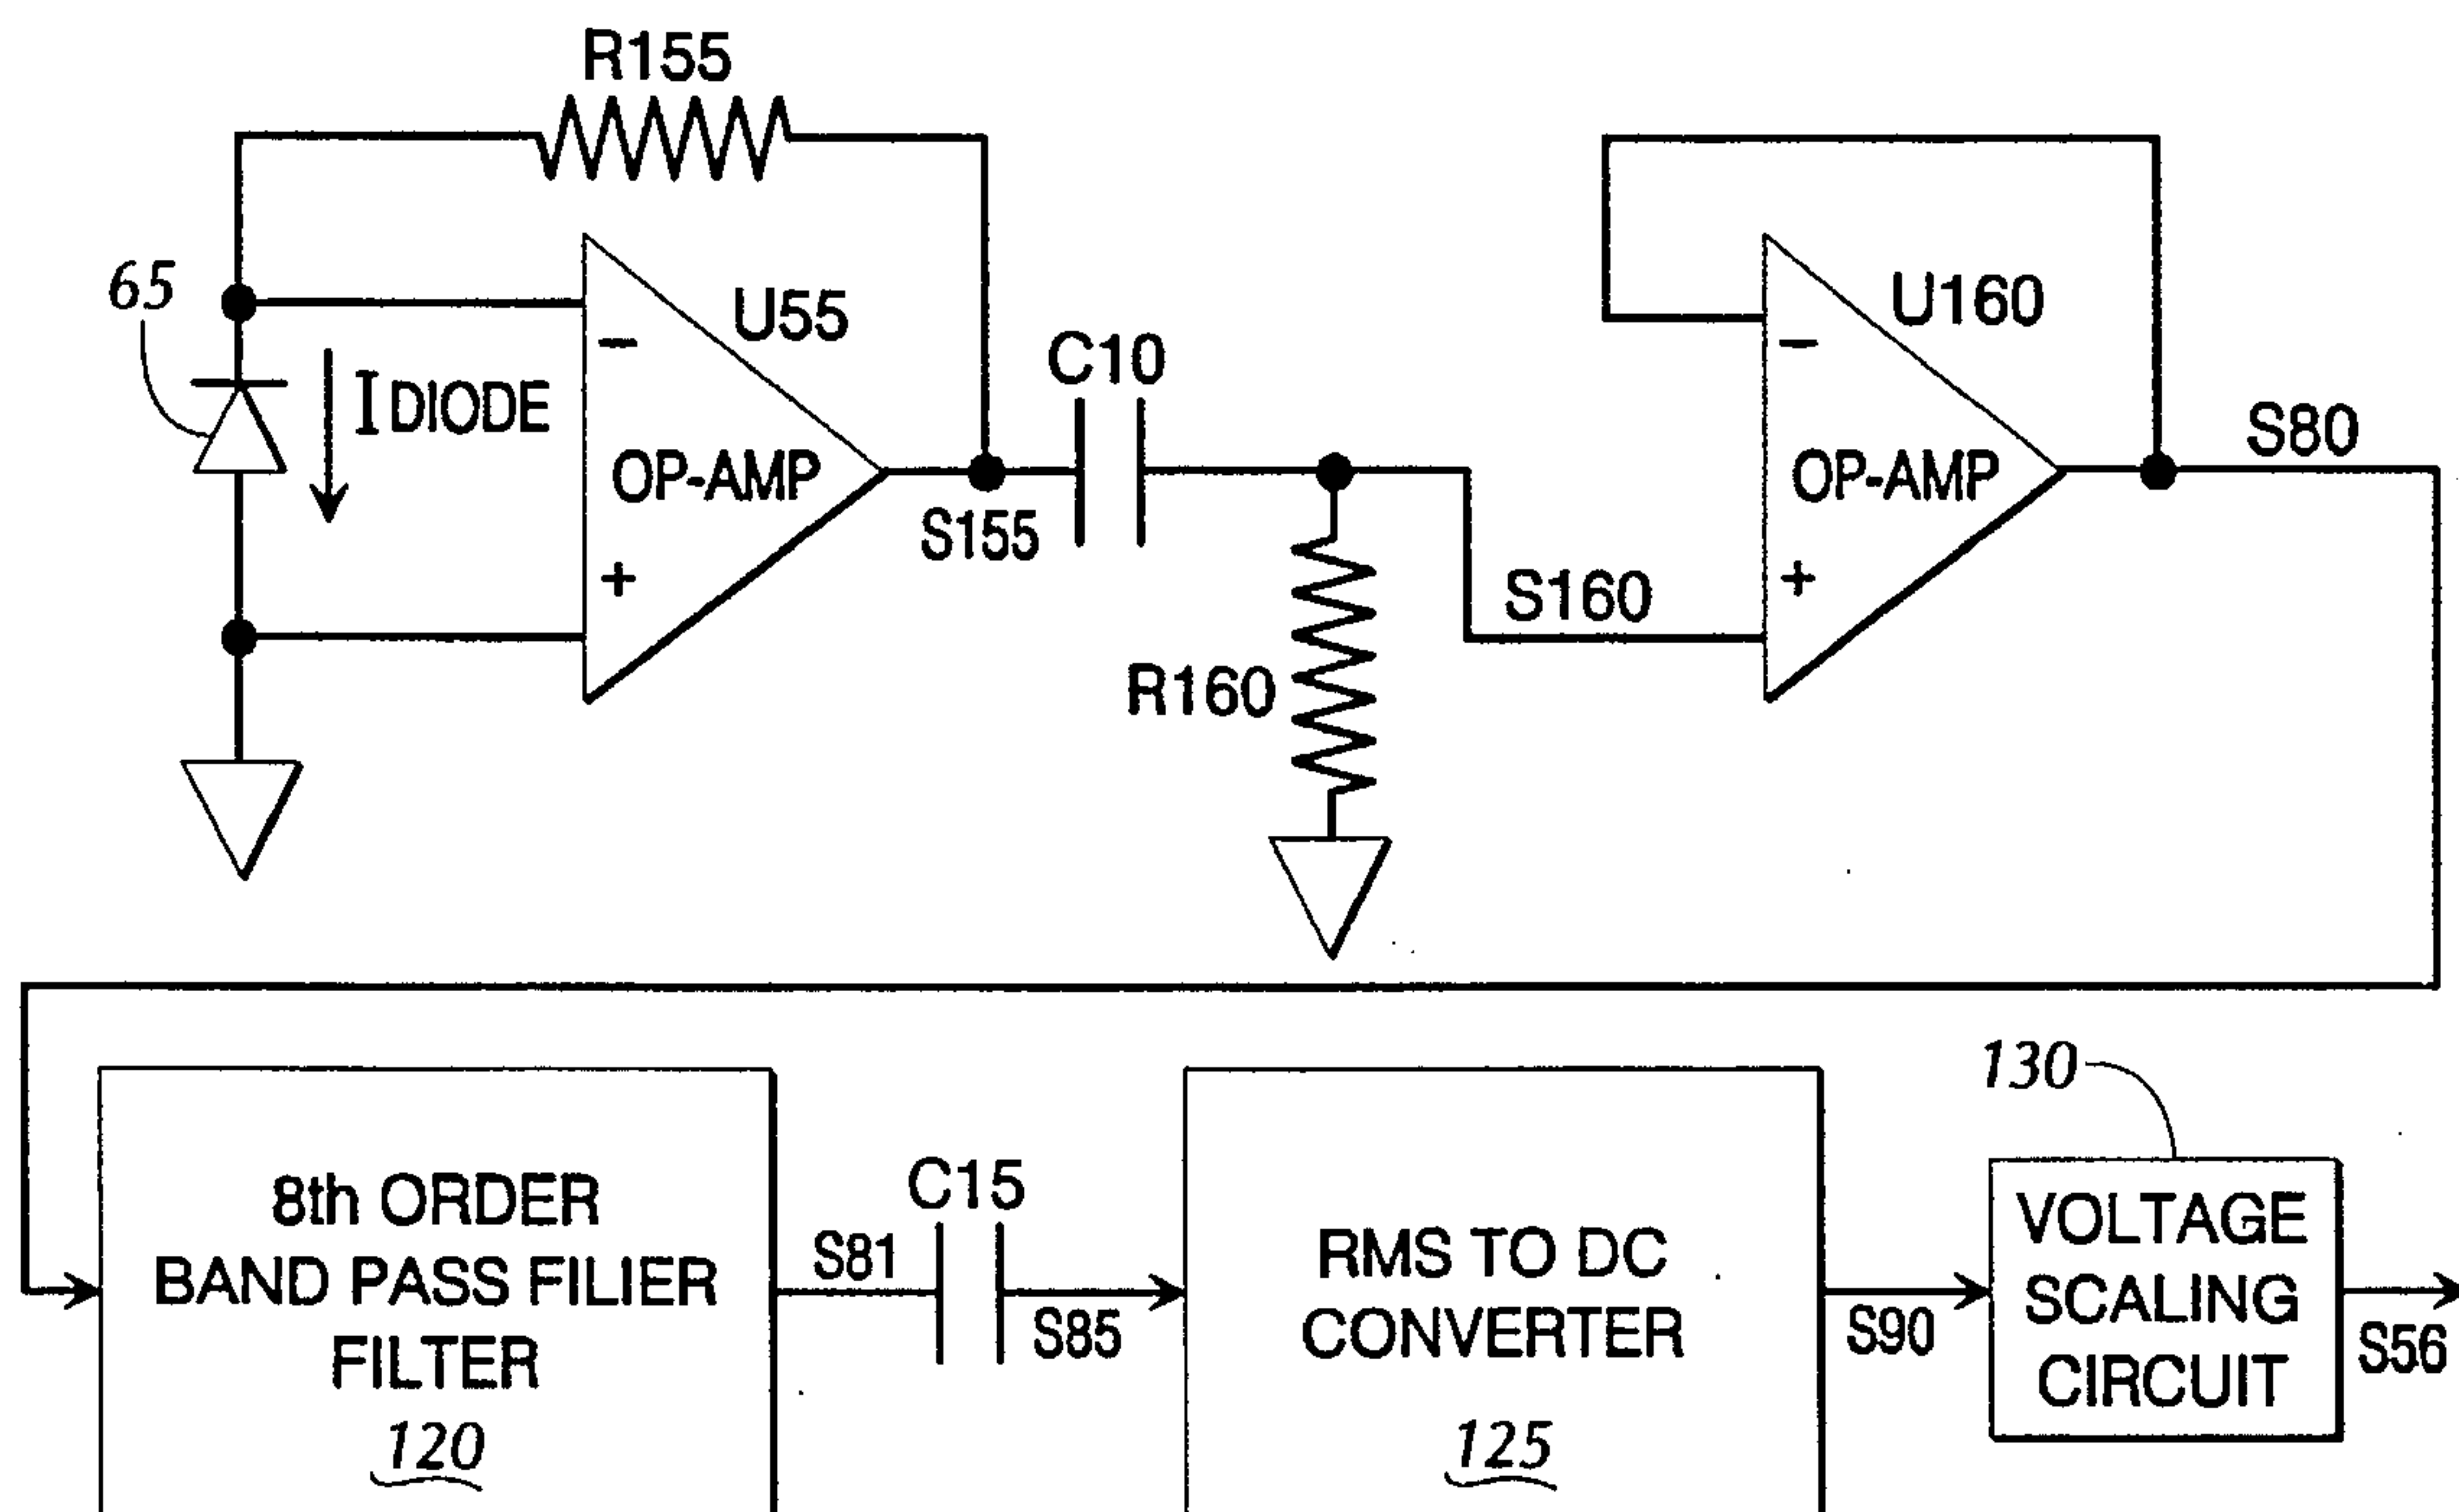 R155
65
U55
-
I DIODE
OP-AMP
+
S155
C10
R160
S160
U160
-
OP-AMP
+
S80
8th ORDER
BAND PASS FILIER
FILTER
120
S81
C15
S85
RMS TO DC
CONVERTER
125
S90
130
VOLTAGE
SCALING
CIRCUIT
S56